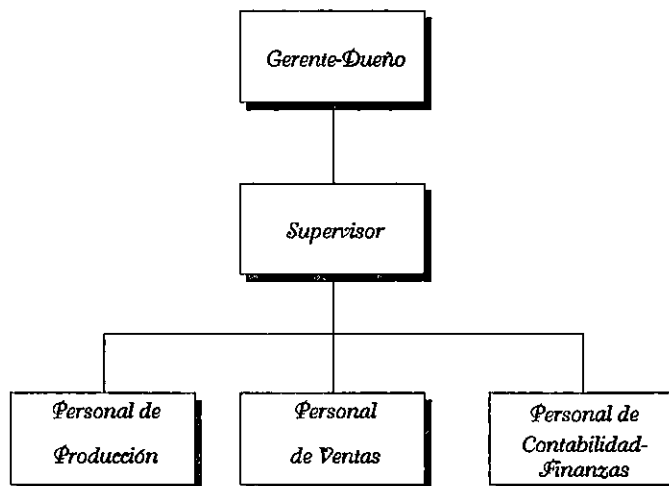 Gerente-Dueño
Supervisor
Personal de
Producción
Personal
de Ventas
Personal de
Contabilidad-
Finanzas